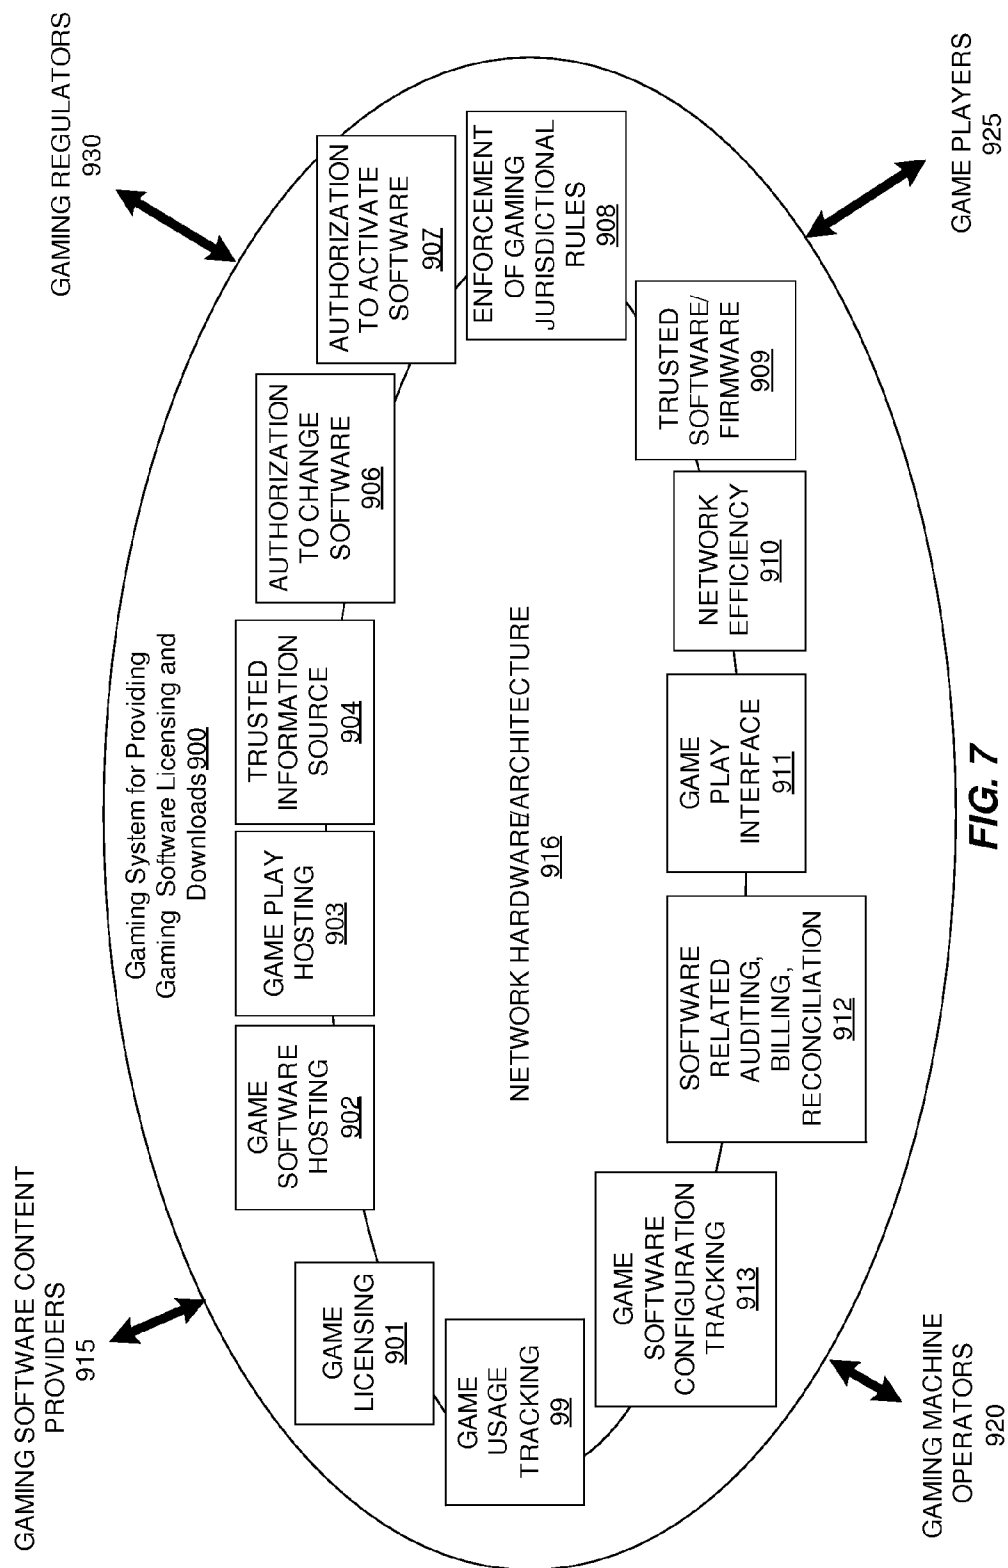 GAMING SOFTWARE CONTENT
PROVIDERS
915
GAMING REGULATORS
930
Gaming System for Providing
Gaming Software Licensing and
Downloads900
GAME
LICENSING
901
GAME
SOFTWARE
HOSTING
902
GAME PLAY
HOSTING
903
TRUSTED
INFORMATION
SOURCE
904
AUTHORIZATION
TO CHANGE
SOFTWARE
906
AUTHORIZATION
TO ACTIVATE
SOFTWARE
907
ENFORCEMENT
OF GAMING
JURISDICTIONAL
RULES
908
NETWORK HARDWARE/ARCHITECTURE
916
GAME
USAGE
TRACKING
99
GAME
SOFTWARE
CONFIGURATION
TRACKING
913
SOFTWARE
RELATED
AUDITING,
BILLING,
RECONCILIATION
912
GAME
PLAY
INTERFACE
911
NETWORK
EFFICIENCY
910
TRUSTED
SOFTWARE/
FIRMWARE
909
GAMING MACHINE
OPERATORS
920
GAME PLAYERS
925
FIG. 7